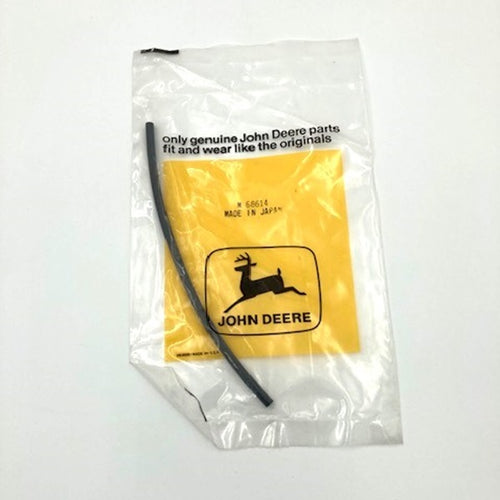 only genuine John Deere parts
fit and wear like the originals
M 68614
MADE IN JAPAN
JOHN DEERE